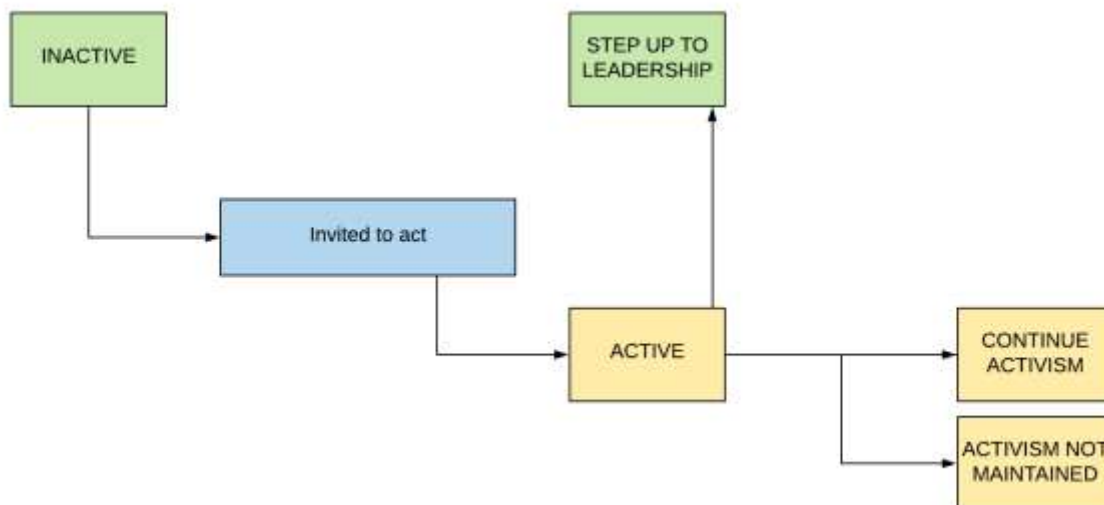 INACTIVE
STEP UP TO
LEADERSHIP
Invited to act
ACTIVE
CONTINUE
ACTIVISM
ACTIVISM NOT
MAINTAINED